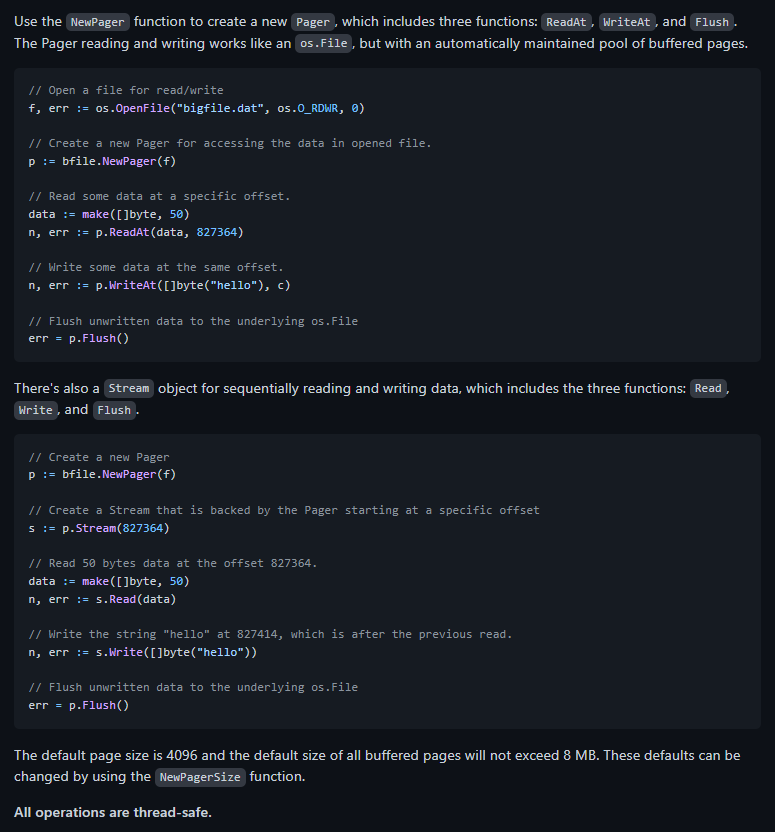 Use the NewPager function to create a new Pager, which includes three functions: ReadAt, WriteAt, and Flush.
The Pager reading and writing works like an os.File, but with an automatically maintained pool of buffered pages.
// Open a file for read/write
f, err := os.OpenFile("bigfile.dat", os.O_RDWR, 0)
// Create a new Pager for accessing the data in opened file.
p := bfile.NewPager(f)
// Read some data at a specific offset.
data := make([]byte, 50)
n, err := p.ReadAt(data, 827364)
// Write some data at the same offset.
n, err := p.WriteAt([]byte("hello"), c)
// Flush unwritten data to the underlying os.File
err = p.Flush()
There's also a Stream object for sequentially reading and writing data, which includes the three functions: Read,
Write, and Flush.
// Create a new Pager
p := bfile.NewPager(f)
// Create a Stream that is backed by the Pager starting at a specific offset
s := p.Stream(827364)
// Read 50 bytes data at the offset 827364.
data := make([]byte, 50)
n, err := s.Read(data)
// Write the string "hello" at 827414, which is after the previous read.
n, err := s.Write([]byte("hello"))
// Flush unwritten data to the underlying os.File
err = p.Flush()
The default page size is 4096 and the default size of all buffered pages will not exceed 8 MB. These defaults can be
changed by using the NewPagerSize function.
All operations are thread-safe.